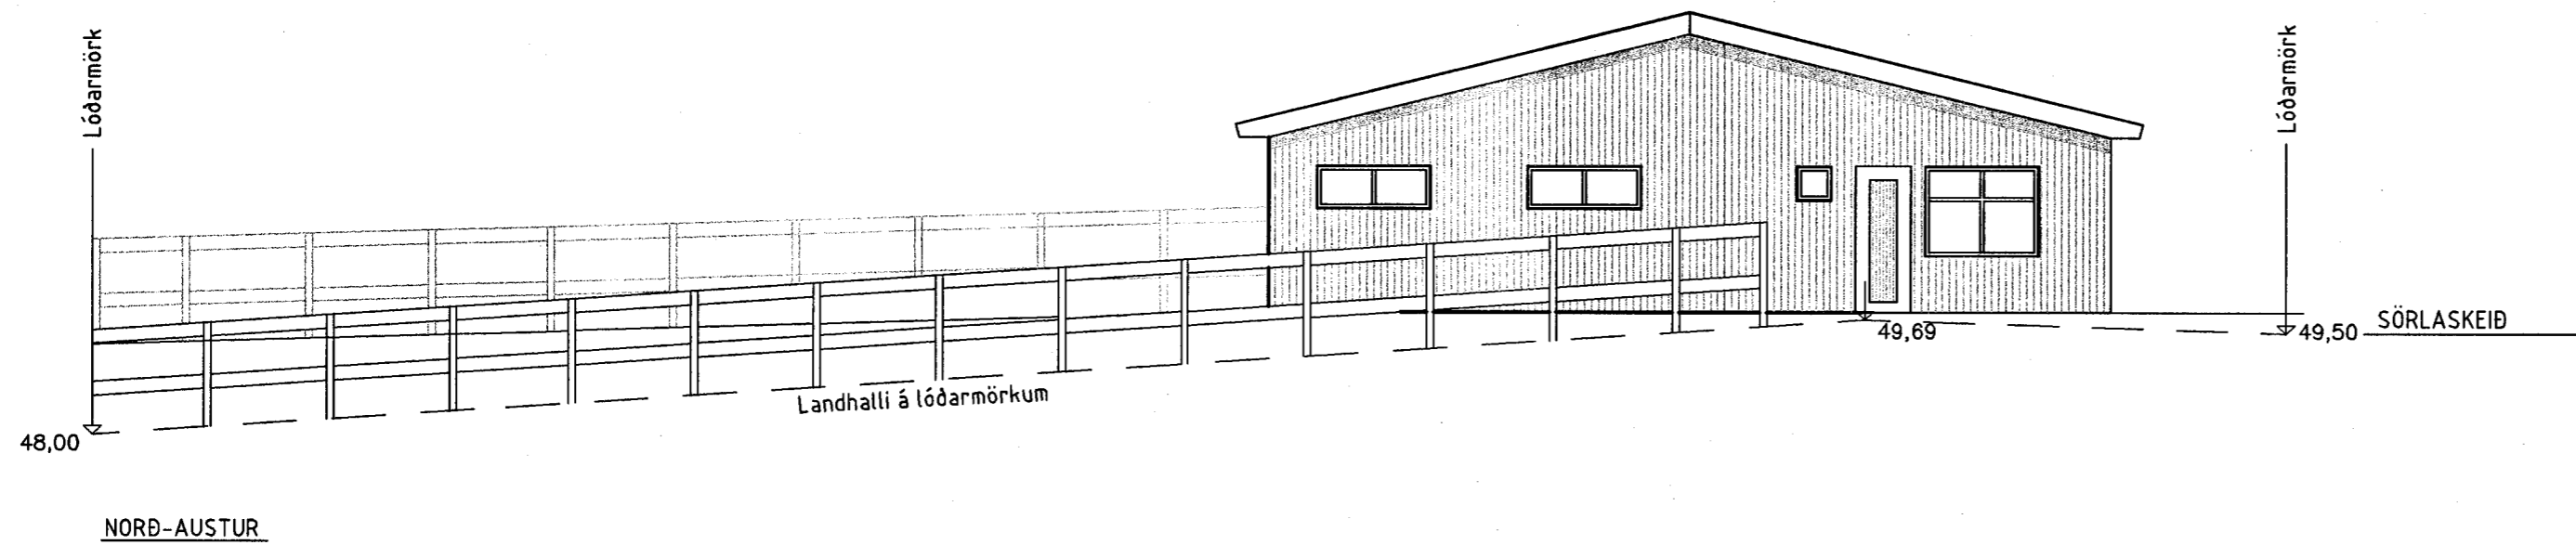 Lóðarmörk
Lóðarmörk
SÖRLASKEIÐ
49,69
49,50
Landhalli á lóðarmörkum
48,00
NORÐ-AUSTUR